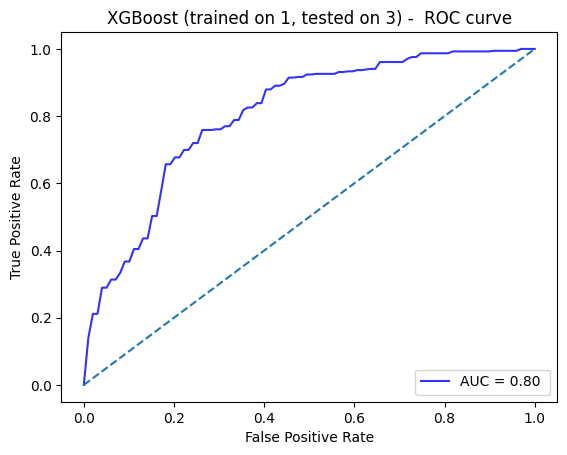 XGBoost (trained on 1, tested on 3) -  ROC curve
True Positive Rate
1.0
0.8
0.6
0.4
0.2
0.0
AUC = 0.80
0.0 0.2 0.4 0.6 0.8 1.0
False Positive Rate